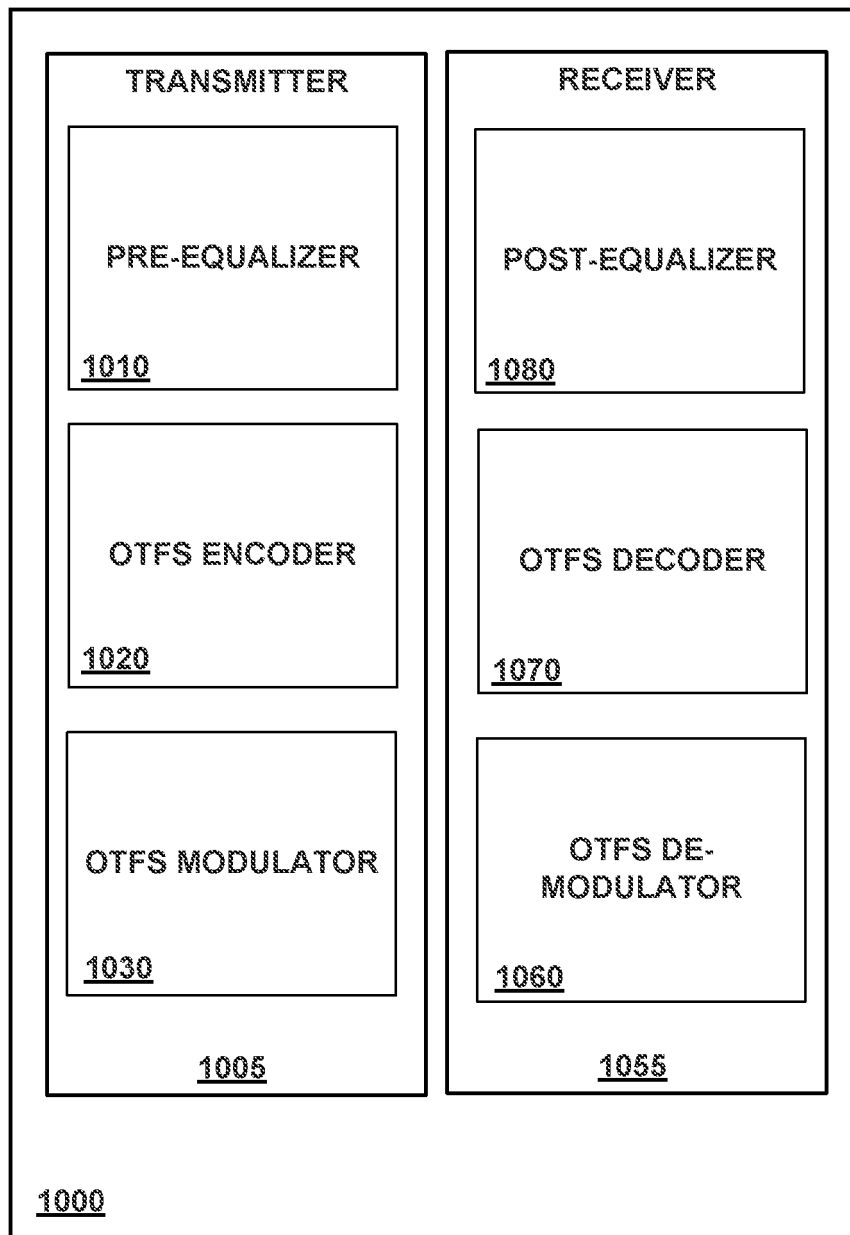 TRANSMITTER
PRE-EQUALIZER
1010
OTFS ENCODER
1020
OTFS MODULATOR
1030
1005
RECEIVER
POST-EQUALIZER
1080
OTFS DECODER
1070
OTFS DE-
MODULATOR
1060
1055
1000